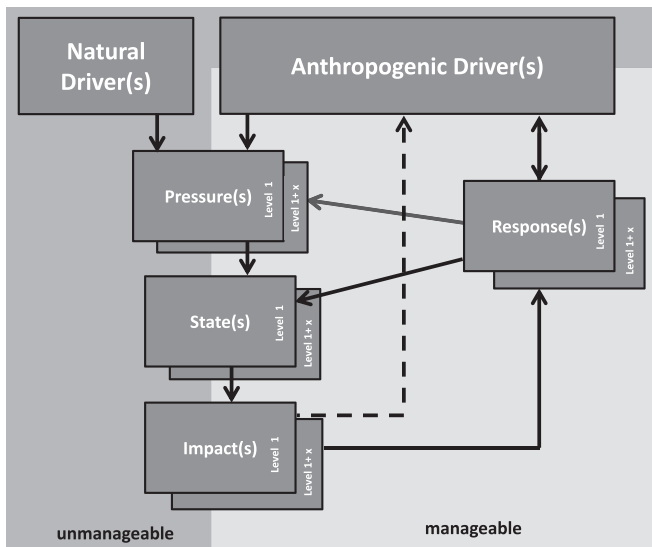 Natural
Driver(s)
Anthropogenic Driver(s)
Pressure(s)
Level 1
Level 1+ x
Response(s)
Level 1
Level 1+ x
State(s)
Level 1
Level 1+ x
Impact(s)
Level 1
Level 1+ x
unmanageable
manageable